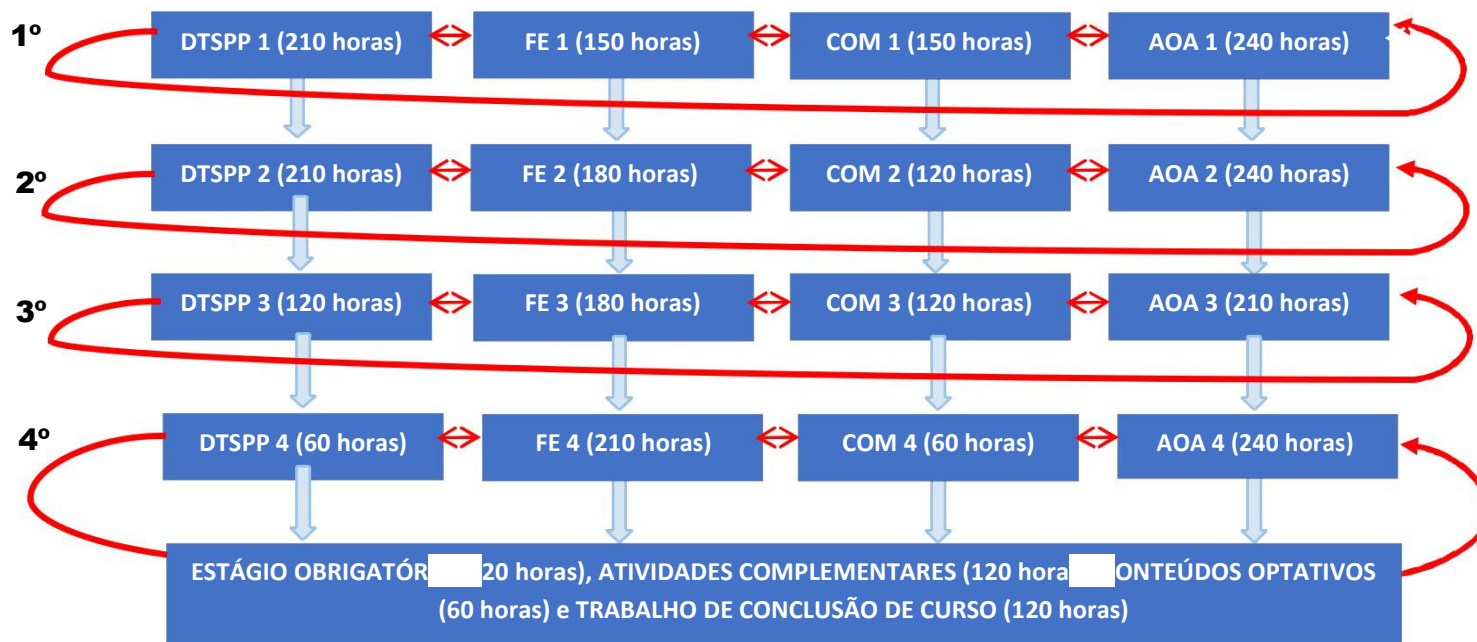 1º
DTSPP 1 (210 horas)
FE 1 (150 horas)
COM 1 (150 horas)
AOA 1 (240 horas)
2º
DTSPP 2 (210 horas)
FE 2 (180 horas)
COM 2 (120 horas)
AOA 2 (240 horas)
3º
DTSPP 3 (120 horas)
FE 3 (180 horas)
COM 3 (120 horas)
AOA 3 (210 horas)
4º
DTSPP 4 (60 horas)
FE 4 (210 horas)
COM 4 (60 horas)
AOA 4 (240 horas)
ESTÁGIO horas), ATIVIDADES COMPLEMENTARES (120 OPTATIVOS
(60 horas) e TRABALHO DE CONCLUSÃO DE CURSO (120 horas)